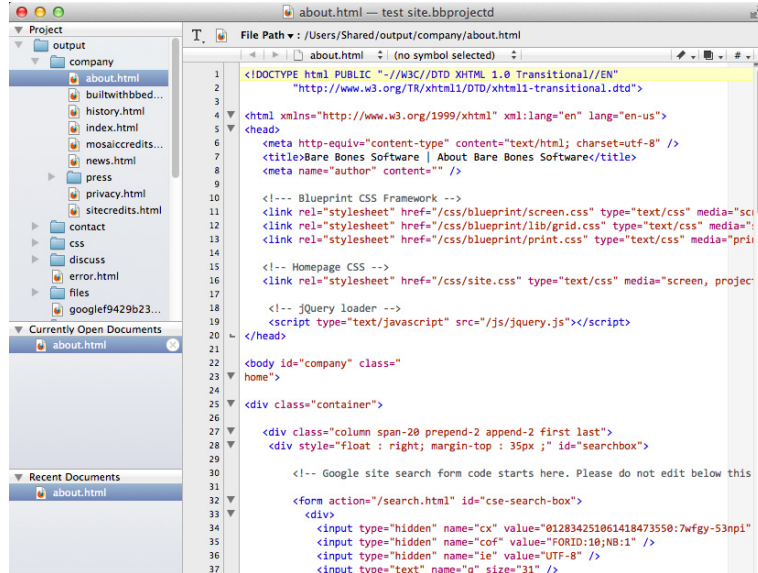 about.html — test site.bbprojectd
Project
output
company
about.html
builtwithbbed...
history.html
index.html
mosaiccredits...
news.html
press
privacy.html
sitecredits.html
contact
css
discuss
error.html
files
googlef9429b23...
Currently Open Documents
about.html
Recent Documents
about.html
File Path ▾ : /Users/Shared/output/company/about.html
about.html (no symbol selected)
1 <!DOCTYPE html PUBLIC "-//W3C//DTD XHTML 1.0 Transitional//EN"
2 "http://www.w3.org/TR/xhtml1/DTD/xhtml1-transitional.dtd">
3
4 <html xmlns="http://www.w3.org/1999/xhtml" xml:lang="en" lang="en-us">
5 <head>
6 <meta http-equiv="content-type" content="text/html; charset=utf-8" />
7 <title>Bare Bones Software | About Bare Bones Software</title>
8 <meta name="author" content="" />
9
10 <!--- Blueprint CSS Framework -->
11 <link rel="stylesheet" href="/css/blueprint/screen.css" type="text/css" media="scr
12 <link rel="stylesheet" href="/css/blueprint/lib/grid.css" type="text/css" media="s
13 <link rel="stylesheet" href="/css/blueprint/print.css" type="text/css" media="prin
14
15 <!-- Homepage CSS -->
16 <link rel="stylesheet" href="/css/site.css" type="text/css" media="screen, project
17
18 <!-- jQuery loader -->
19 <script type="text/javascript" src="/js/jquery.js"></script>
20 </head>
21
22 <body id="company" class="
23 home">
24
25 <div class="container">
26
27 <div class="column span-20 prepend-2 append-2 first last">
28 <div style="float : right; margin-top : 35px ;" id="searchbox">
29
30 <!-- Google site search form code starts here. Please do not edit below this
31
32 <form action="/search.html" id="cse-search-box">
33 <div>
34 <input type="hidden" name="cx" value="012834251061418473550:7wfgy-53npi"
35 <input type="hidden" name="cof" value="FORID:10;NB:1" />
36 <input type="hidden" name="ie" value="UTF-8" />
37 <input type="text" name="q" size="31" />